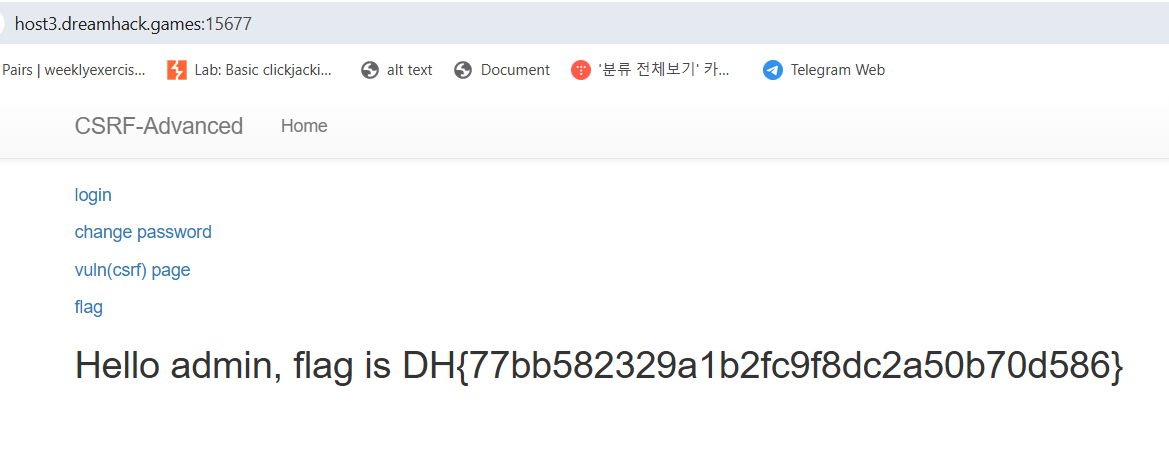 host3.dreamhack.games:15677
Pairs | weeklyexercis... Lab: Basic clickjacki... alt text Document '분류 전체보기' 카... Telegram Web
CSRF-Advanced Home
login
change password
vuln(csrf) page
flag
Hello admin, flag is DH{77bb582329a1b2fc9f8dc2a50b70d586}